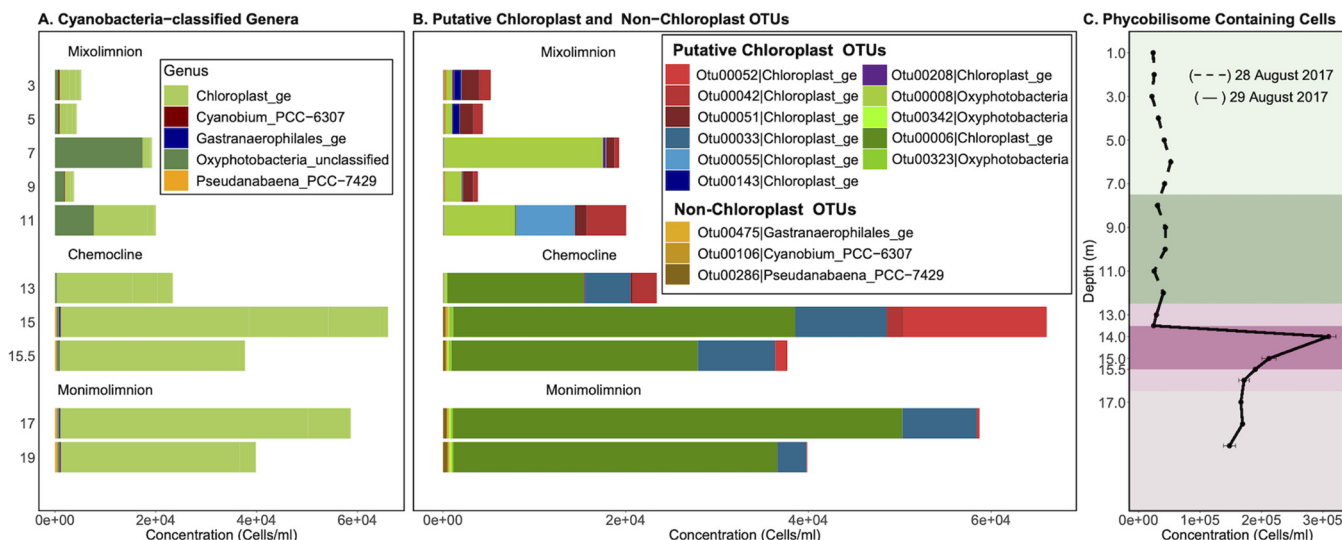 A. Cyanobacteria−classified Genera
Mixolimnion
3
5
7
9
11
Chemocline
13
15
15.5
Monimolimnion
17
19
0e+00 2e+04 4e+04 6e+04
Concentration (Cells/ml)
Genus
Chloroplast_ge
Cyanobium_PCC−6307
Gastranaerophilales_ge
Oxyphotobacteria_unclassified
Pseudanabaena_PCC−7429
B. Putative Chloroplast and Non−Chloroplast OTUs
Mixolimnion
Chemocline
Monimolimnion
0e+00 2e+04 4e+04 6e+04
Concentration (Cells/ml)
Putative Chloroplast OTUs
Otu00052|Chloroplast_ge
Otu00042|Chloroplast_ge
Otu00051|Chloroplast_ge
Otu00033|Chloroplast_ge
Otu00055|Chloroplast_ge
Otu00143|Chloroplast_ge
Otu00208|Chloroplast_ge
Otu00008|Oxyphotobacteria
Otu00342|Oxyphotobacteria
Otu00006|Chloroplast_ge
Otu00323|Oxyphotobacteria
Non−Chloroplast OTUs
Otu00475|Gastranaerophilales_ge
Otu00106|Cyanobium_PCC−6307
Otu00286|Pseudanabaena_PCC−7429
C. Phycobilisome Containing Cells
Depth (m)
1.0
3.0
5.0
7.0
9.0
11.0
13.0
14.0
15.0
15.5
17.0
(− − −) 28 August 2017
(—) 29 August 2017
0e+00 1e+05 2e+05 3e+05
Concentration (Cells/ml)